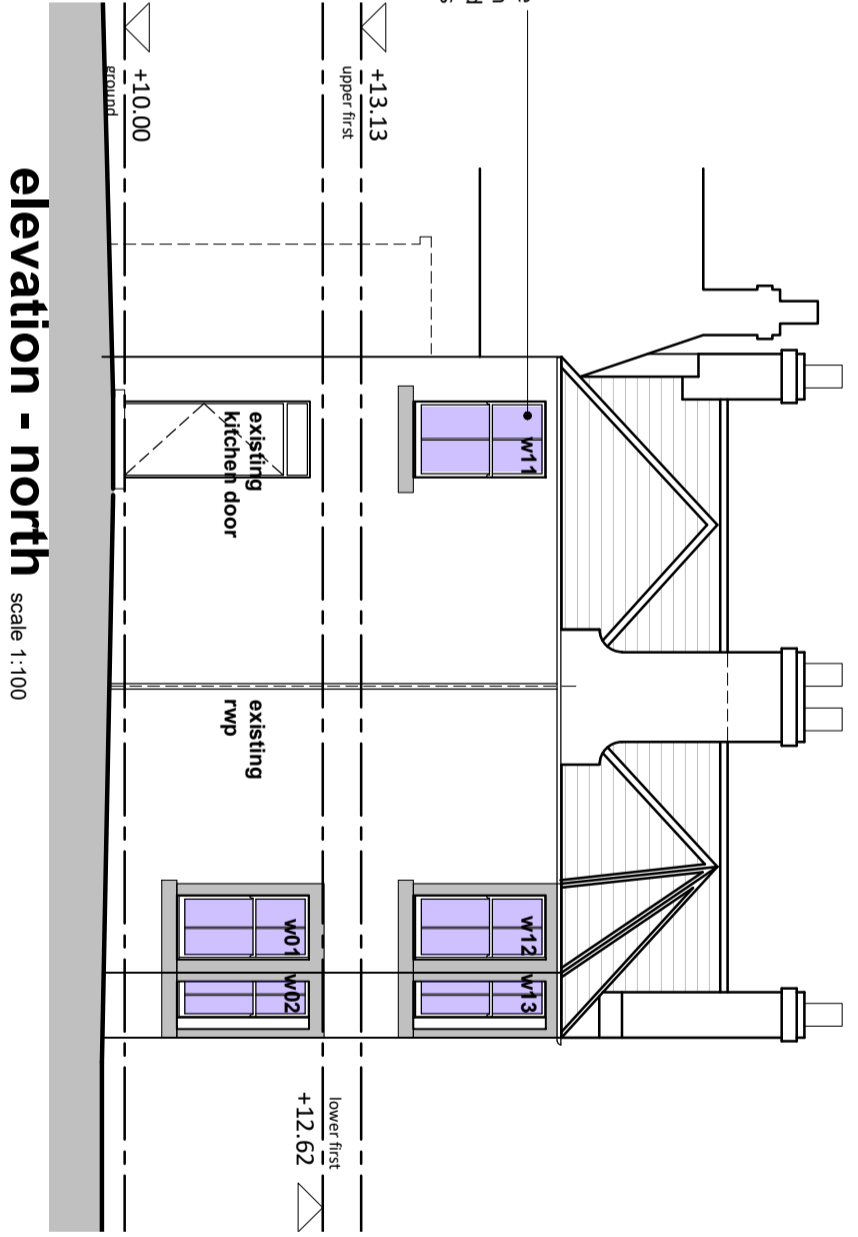 +13.13
upper first
+10.00
ground
w11
w12
w13
existing
kitchen door
existing
rwp
w01
w02
lower first
+12.62
elevation - north
scale 1:100